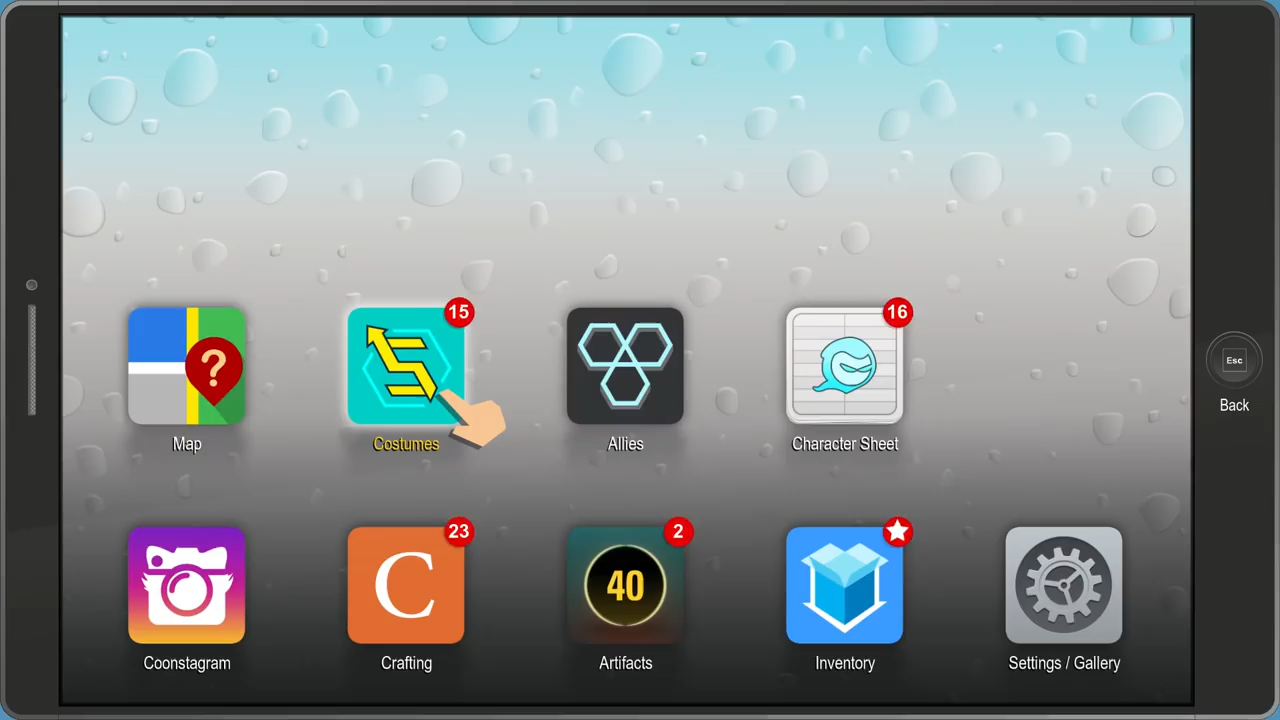 ?
15
16
Map
Costumes
Allies
Character Sheet
Esc
Back
23
2
C
40
Coonstagram
Crafting
Artifacts
Inventory
Settings / Gallery